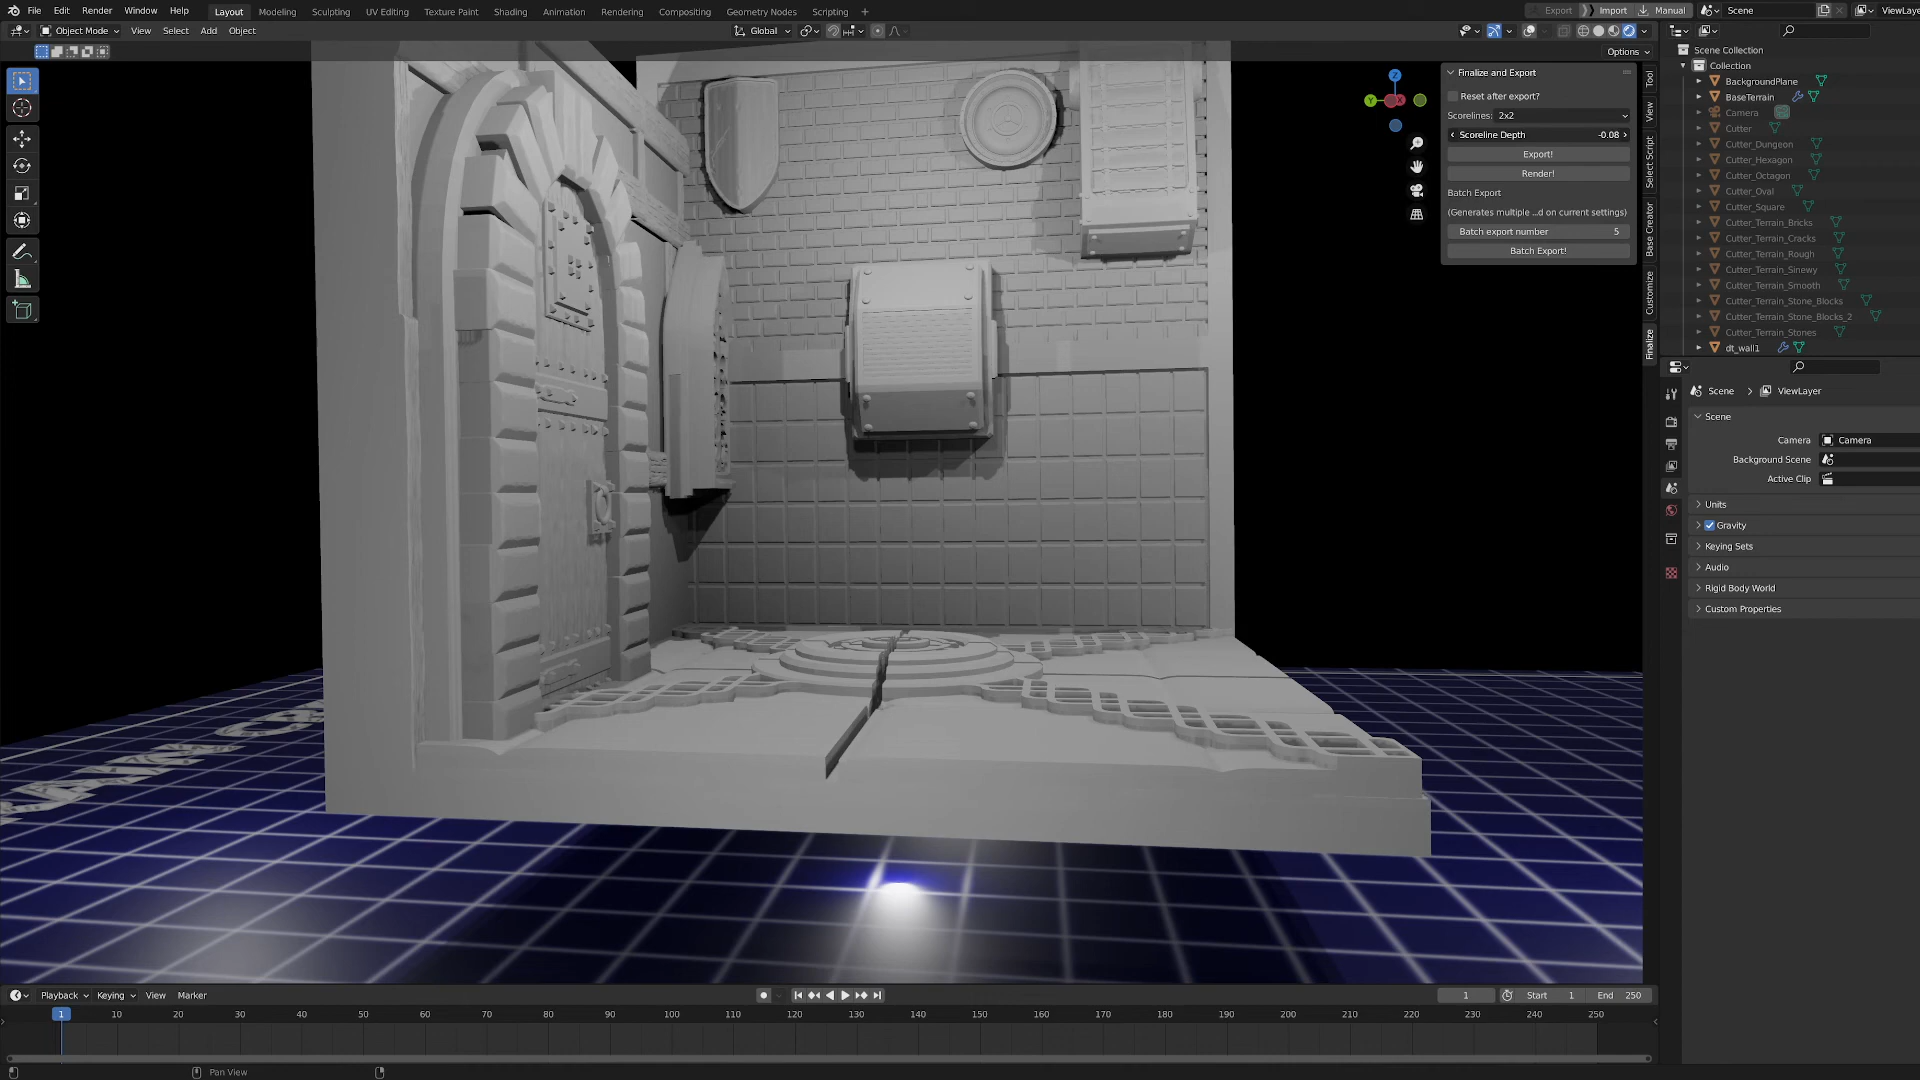 File Edit Render Window Help Layout Modeling Sculpting UV Editing Texture Paint Shading Animation Rendering Compositing Geometry Nodes Scripting + Export Import Manual Scene ViewLaye
Object Mode View Select Add Object Global
Options
Finalize and Export
Reset after export?
Scorelines: 2x2
Scoreline Depth -0.08
Export!
Render!
Batch Export
(Generates multiple ...d on current settings)
Batch export number 5
Batch Export!
Tool
View
Select Script
Base Creator
Customize
Finalize
Z
Y
X
Scene Collection
Collection
BackgroundPlane
BaseTerrain
Camera
Cutter
Cutter_Dungeon
Cutter_Hexagon
Cutter_Octagon
Cutter_Oval
Cutter_Square
Cutter_Terrain_Bricks
Cutter_Terrain_Cracks
Cutter_Terrain_Rough
Cutter_Terrain_Sinewy
Cutter_Terrain_Smooth
Cutter_Terrain_Stone_Blocks
Cutter_Terrain_Stone_Blocks_2
Cutter_Terrain_Stones
dt_wall1
Scene > ViewLayer
Scene
Camera Camera
Background Scene
Active Clip
Units
Gravity
Keying Sets
Audio
Rigid Body World
Custom Properties
Playback Keying View Marker 1 Start 1 End 250
1 10 20 30 40 50 60 70 80 90 100 110 120 130 140 150 160 170 180 190 200 210 220 230 240 250
Pan View